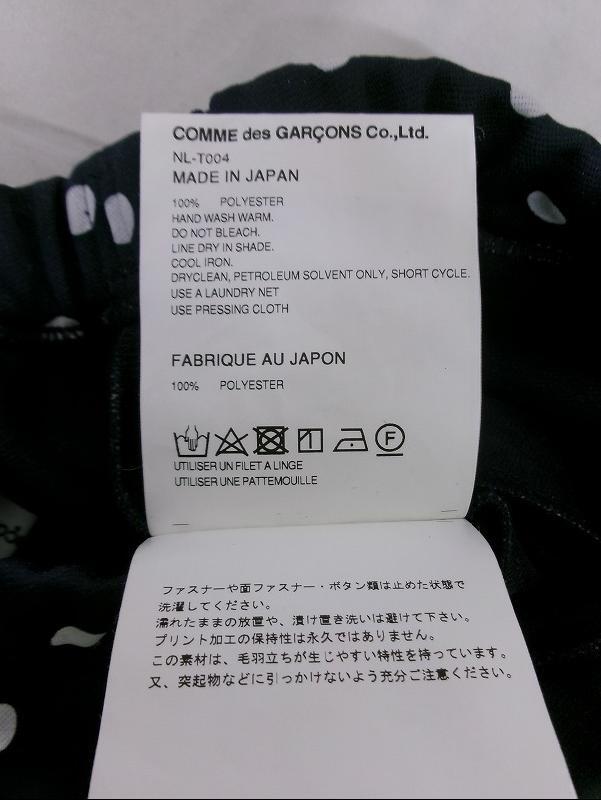 COMME des GARÇONS Co.,Ltd.
NL-T004
MADE IN JAPAN
100% POLYESTER
HAND WASH WARM.
DO NOT BLEACH.
LINE DRY IN SHADE.
COOL IRON.
DRYCLEAN, PETROLEUM SOLVENT ONLY, SHORT CYCLE.
USE A LAUNDRY NET
USE PRESSING CLOTH
FABRIQUE AU JAPON
100% POLYESTER
F
UTILISER UN FILET A LINGE
UTILISER UNE PATTEMOUILLE
ファスナーや面ファスナー・ボタン類は止めた状態で
洗濯してください。
濡れたままの放置や、漬け置き洗いは避けて下さい。
プリント加工の保持性は永久ではありません。
この素材は、毛羽立ちが生じやすい特性を持っています。
又、突起物などに引っかけないよう充分ご注意ください。